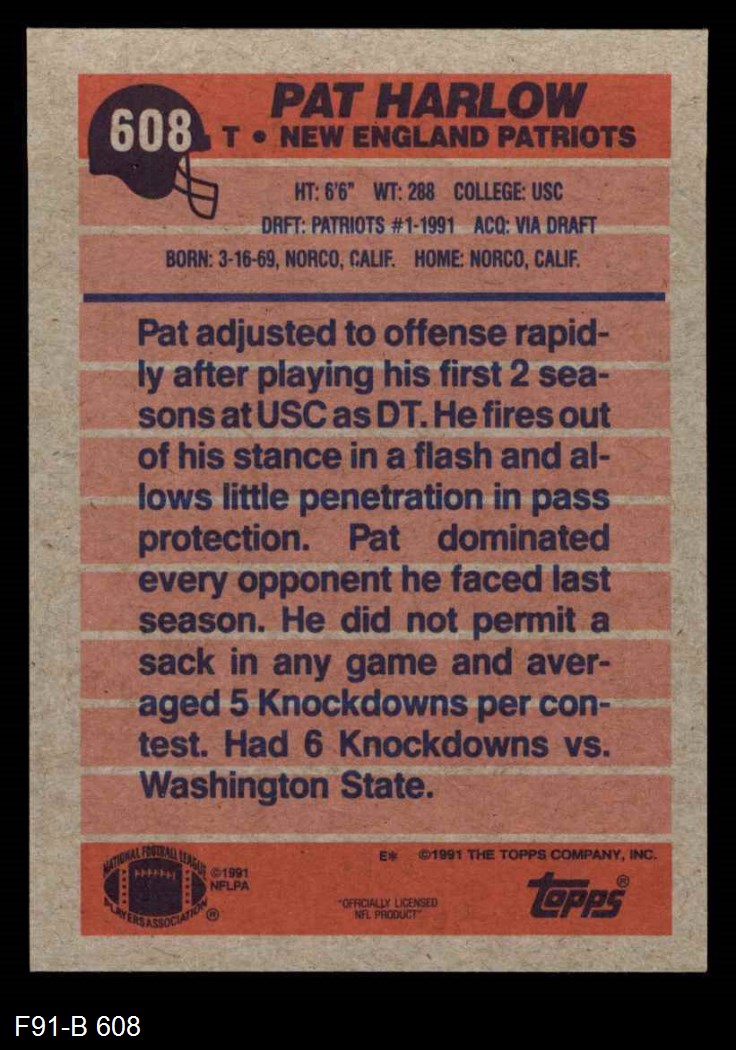 608
PAT HARLOW
T • NEW ENGLAND PATRIOTS
HT: 6'6" WT: 288 COLLEGE: USC
DRFT: PATRIOTS #1-1991 ACQ: VIA DRAFT
BORN: 3-16-69, NORCO, CALIF. HOME: NORCO, CALIF.
Pat adjusted to offense rapid-
ly after playing his first 2 sea-
sons at USC as DT. He fires out
of his stance in a flash and al-
lows little penetration in pass
protection. Pat dominated
every opponent he faced last
season. He did not permit a
sack in any game and aver-
aged 5 Knockdowns per con-
test. Had 6 Knockdowns vs.
Washington State.
NATIONAL FOOTBALL LEAGUE
PLAYERS ASSOCIATION ®
©1991
NFLPA
E* ©1991 THE TOPPS COMPANY, INC.
"OFFICIALLY LICENSED
NFL PRODUCT"
topps®
F91-B 608